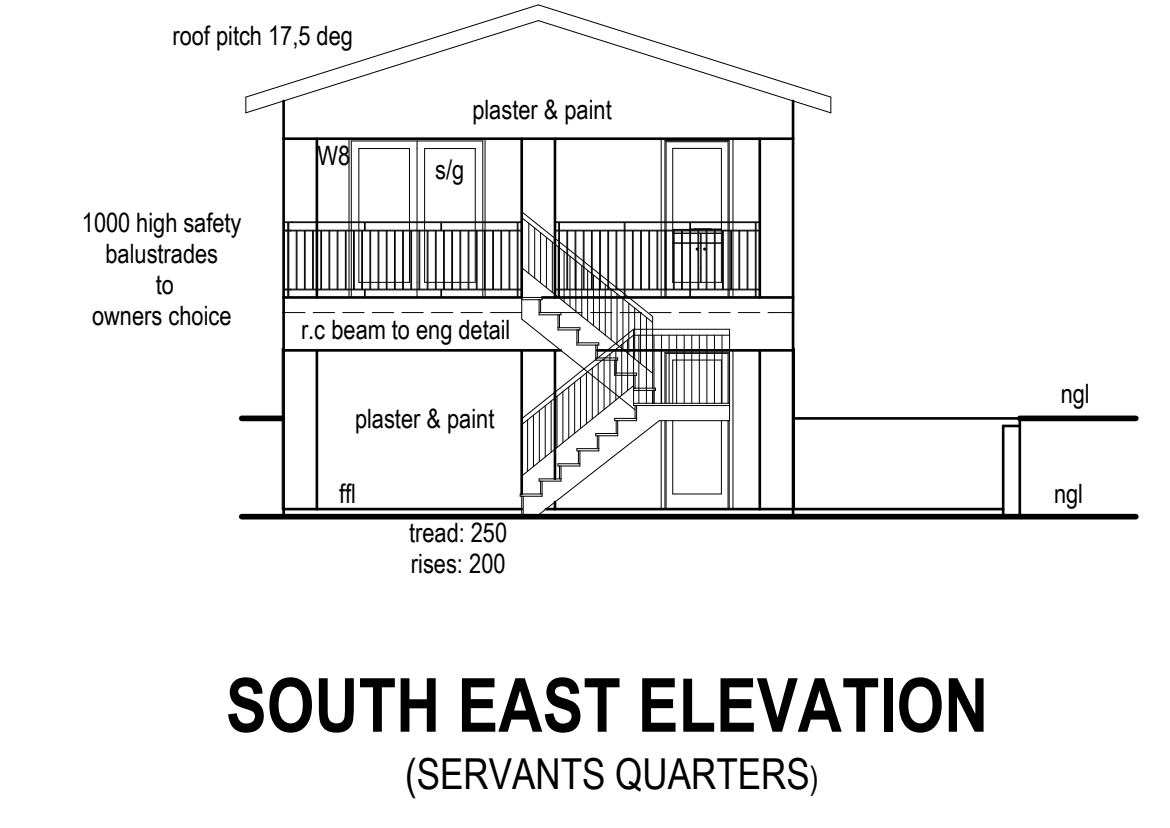 roof pitch 17,5 deg
plaster & paint
W8
s/g
1000 high safety
balustrades
to
owners choice
r.c beam to eng detail
plaster & paint
ngl
ffl
ngl
tread: 250
rises: 200
SOUTH EAST ELEVATION
(SERVANTS QUARTERS)